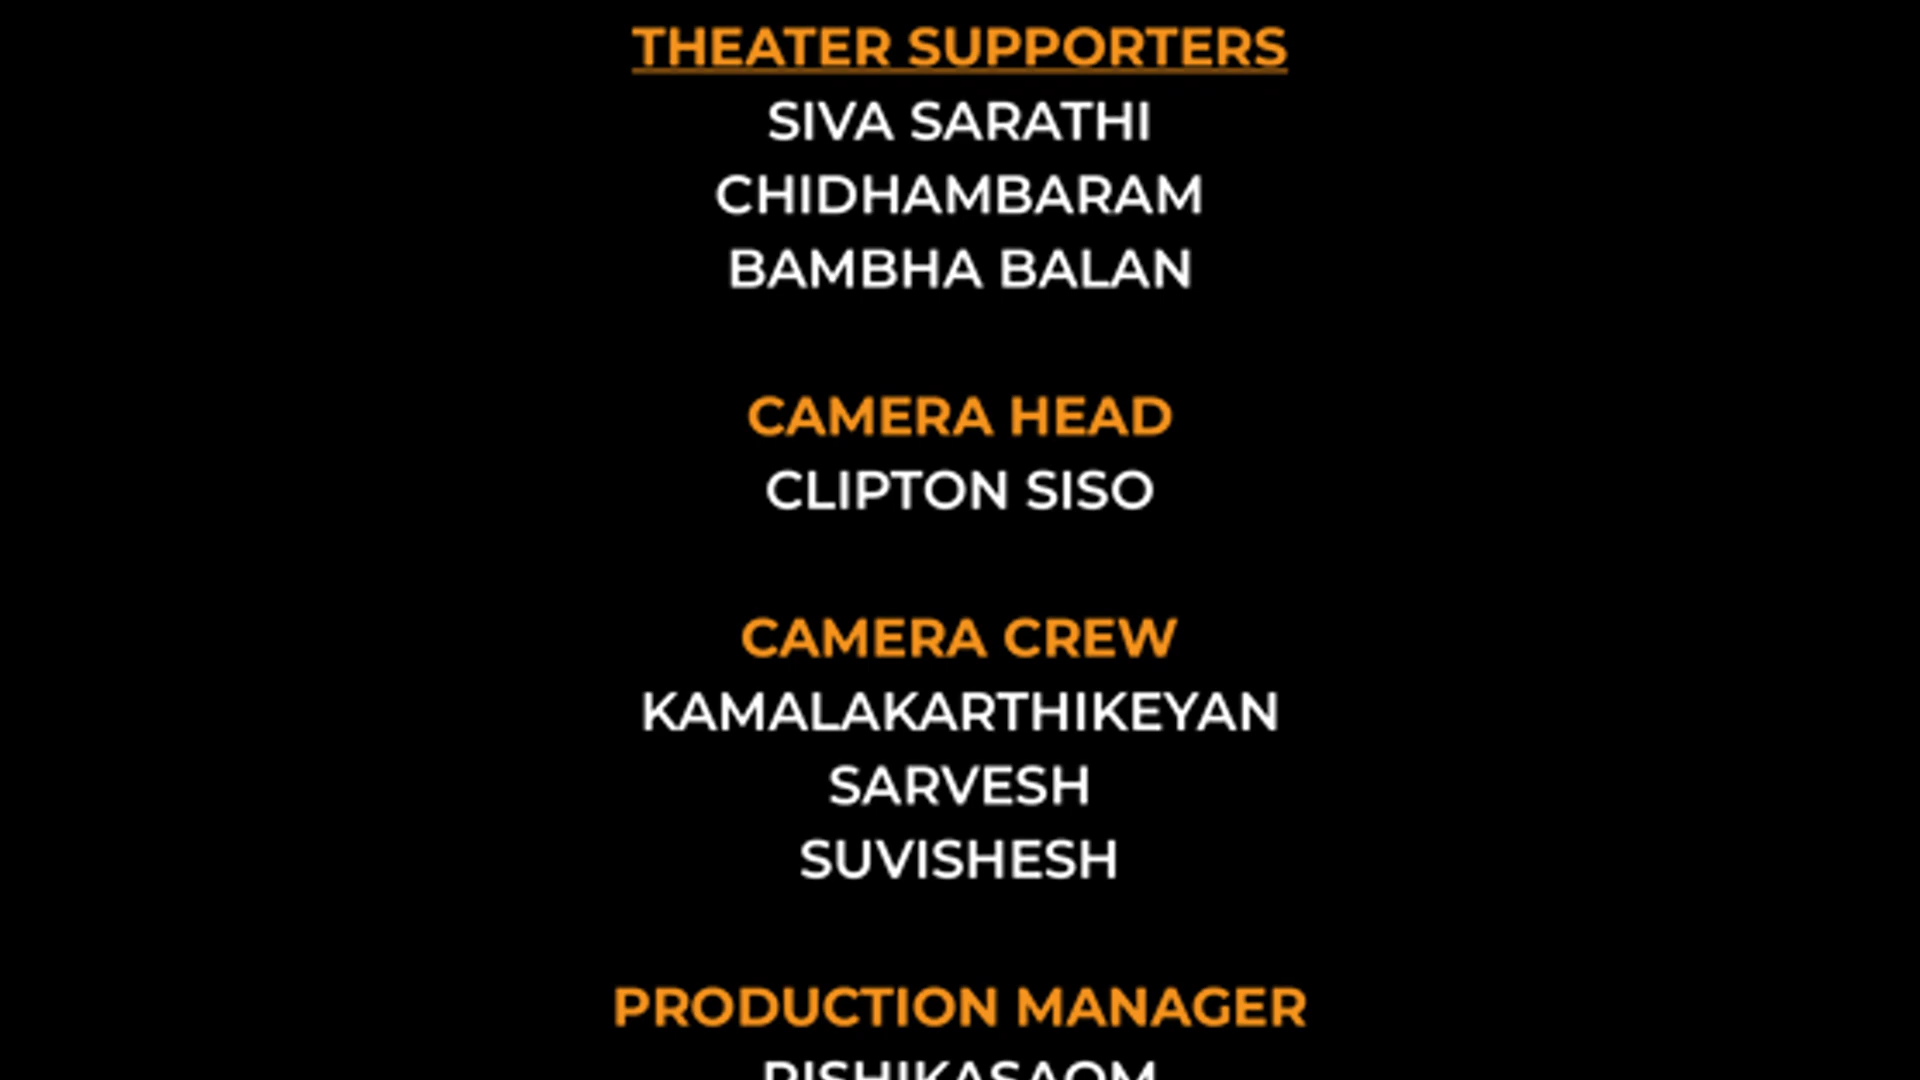 THEATER SUPPORTERS
SIVA SARATHI
CHIDHAMBARAM
BAMBHA BALAN
CAMERA HEAD
CLIPTON SISO
CAMERA CREW
KAMALAKARTHIKEYAN
SARVESH
SUVISHESH
PRODUCTION MANAGER